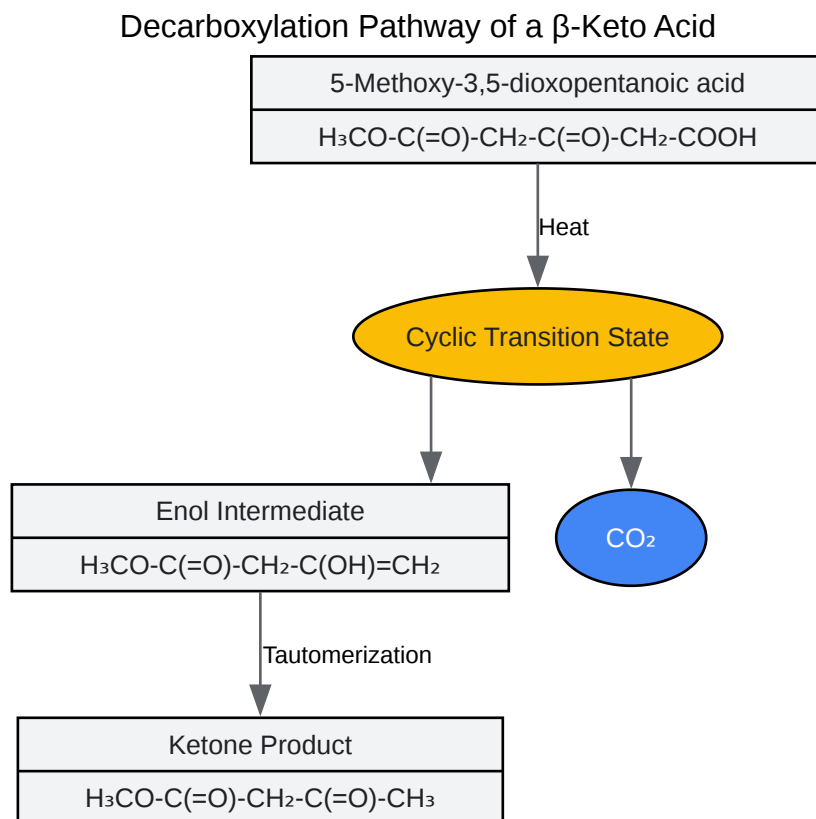 Decarboxylation Pathway of a β-Keto Acid
5-Methoxy-3,5-dioxopentanoic acid
H₃CO-C(=O)-CH₂-C(=O)-CH₂-COOH
Heat
Cyclic Transition State
Enol Intermediate
H₃CO-C(=O)-CH₂-C(OH)=CH₂
CO₂
Tautomerization
Ketone Product
H₃CO-C(=O)-CH₂-C(=O)-CH₃